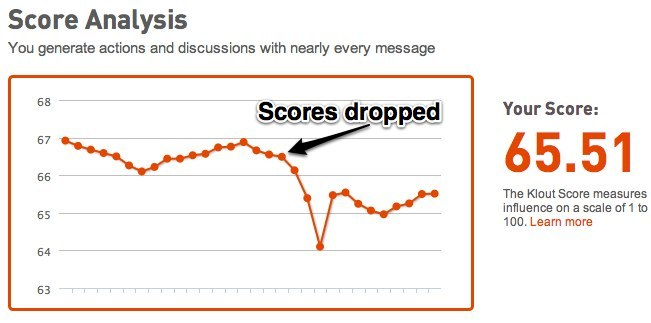 Score Analysis
You generate actions and discussions with nearly every message
68
67
66
65
64
63
Scores dropped
Your Score:
65.51
The Klout Score measures
influence on a scale of 1 to
100. Learn more